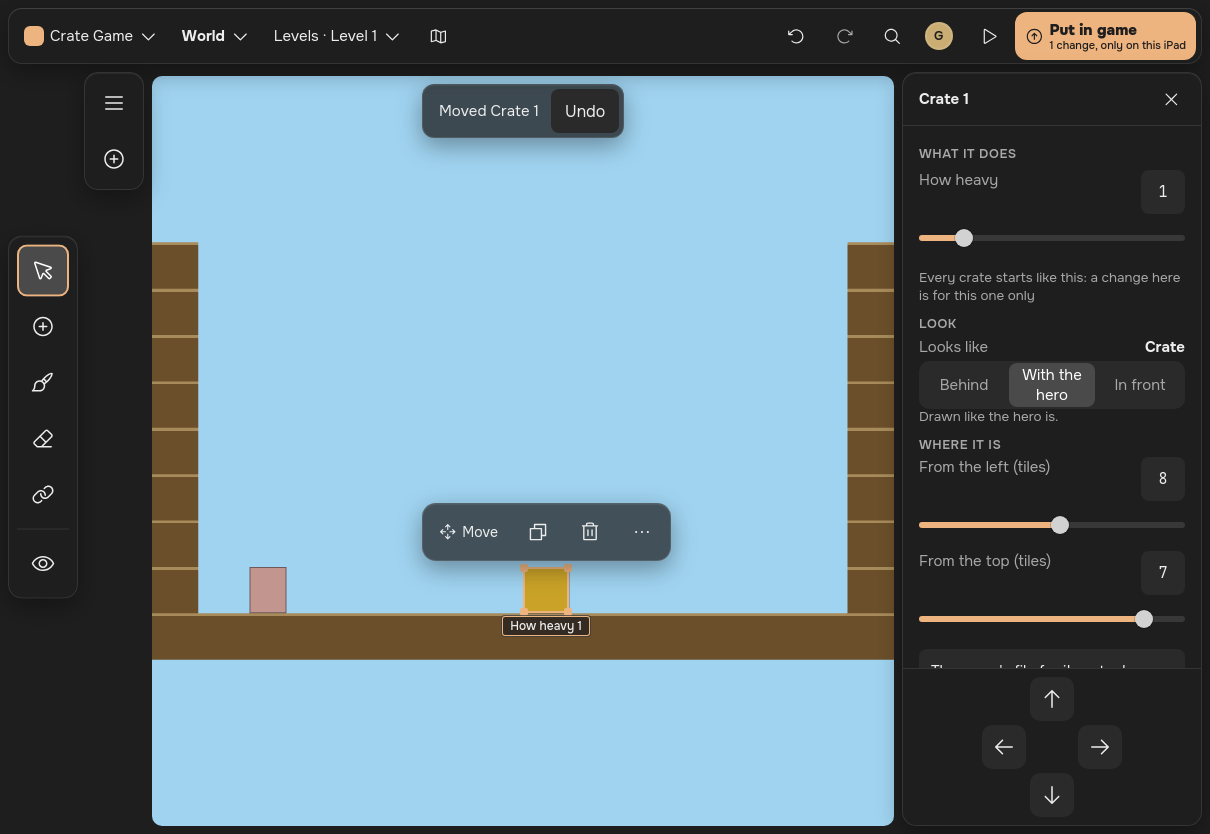 Crate Game
World
Levels · Level 1
G
Put in game
1 change, only on this iPad
Moved Crate 1
Undo
Move
How heavy 1
Crate 1
WHAT IT DOES
How heavy
1
Every crate starts like this: a change here
is for this one only
LOOK
Looks like
Crate
Behind
With the
hero
In front
Drawn like the hero is.
WHERE IT IS
From the left (tiles)
8
From the top (tiles)
7